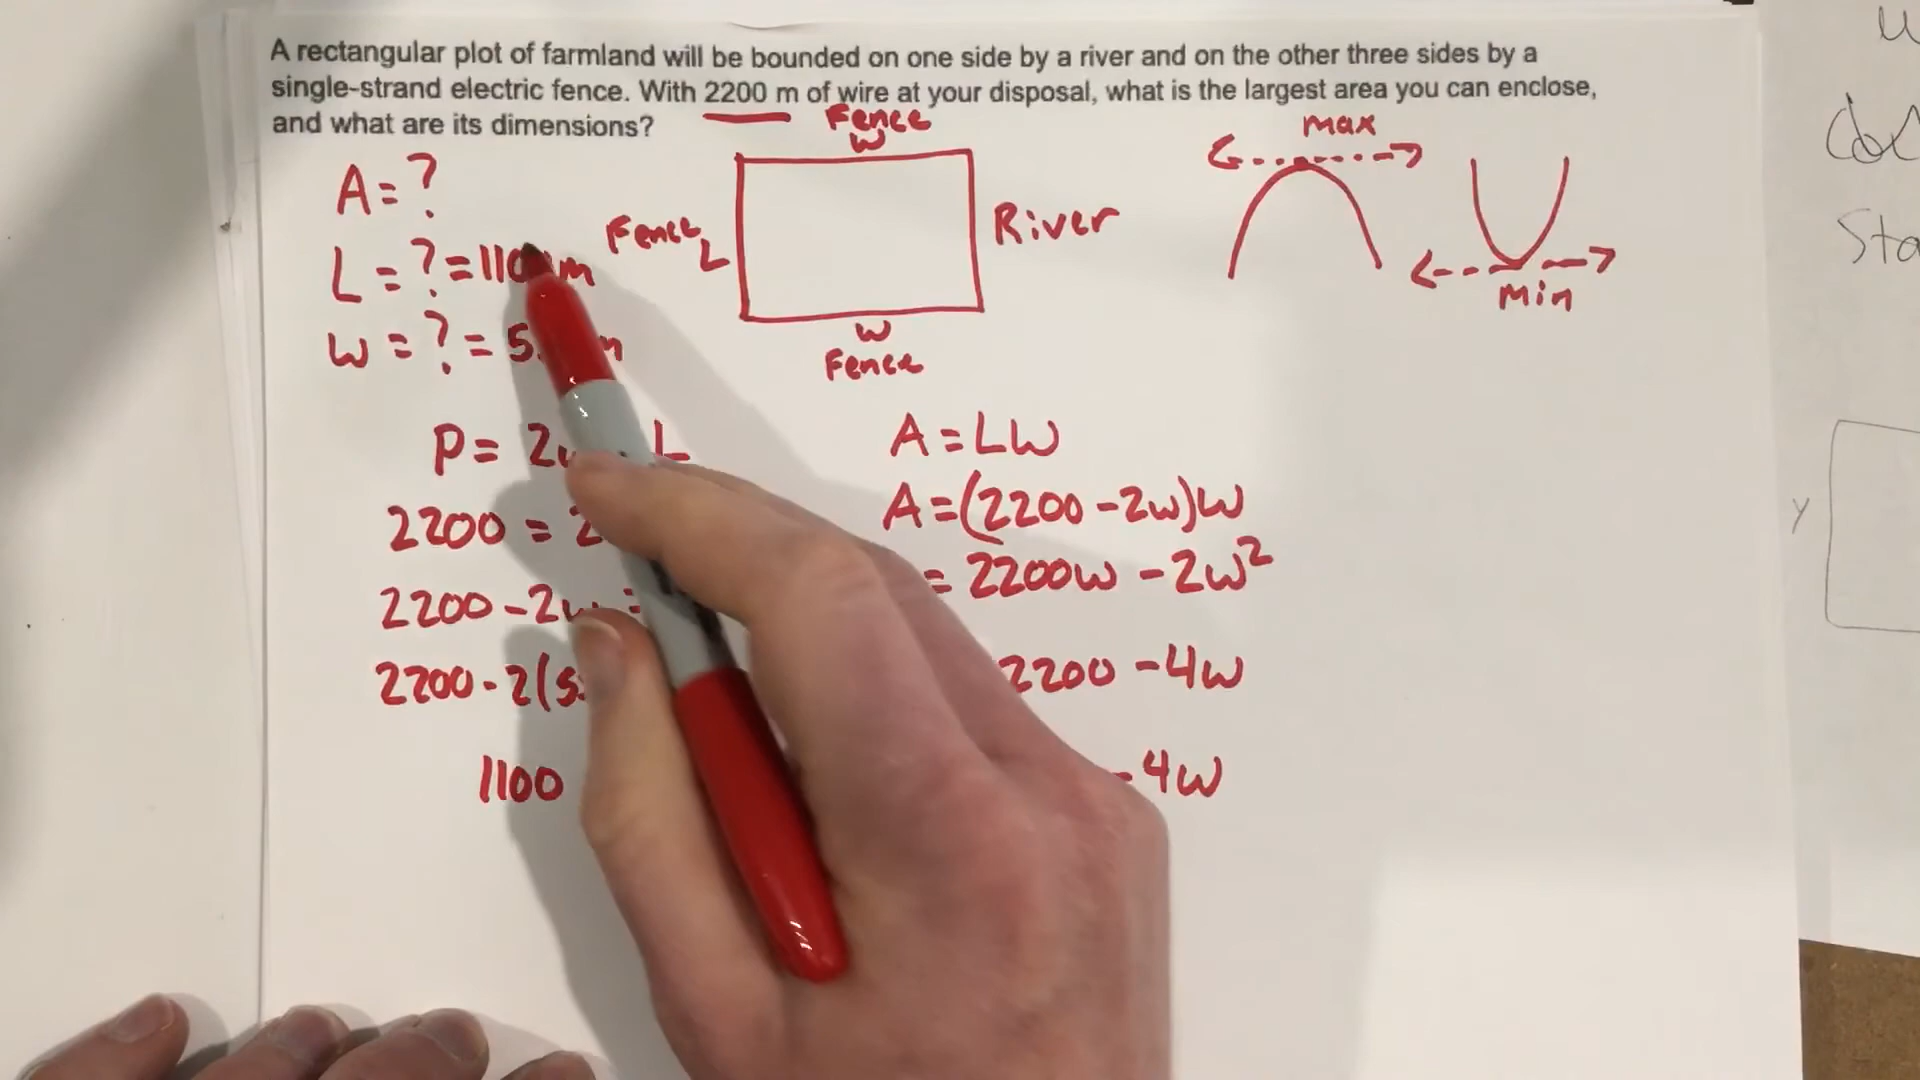 A rectangular plot of farmland will be bounded on one side by a river and on the other three sides by a
single-strand electric fence. With 2200 m of wire at your disposal, what is the largest area you can enclose,
and what are its dimensions?
Fence
W
max
A = ?
Fence
L
River
L = ? = 110 m
W = ? = 5 m
W
Fence
Min
P = 2w L
A = LW
2200 = 2
A = (2200 - 2w)W
= 2200w - 2w²
2200 - 2w =
2200 - 2(5
2200 - 4w
1100
- 4w
Sto
y